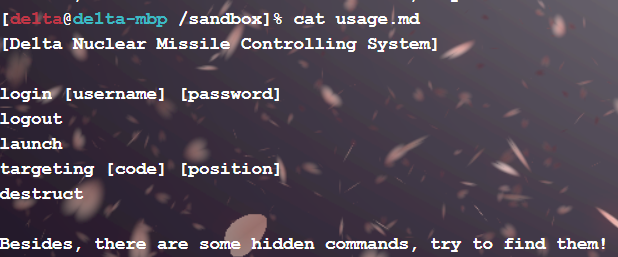 [delta@delta-mbp /sandbox]% cat usage.md
[Delta Nuclear Missile Controlling System]
login [username] [password]
logout
launch
targeting [code] [position]
destruct
Besides, there are some hidden commands, try to find them!